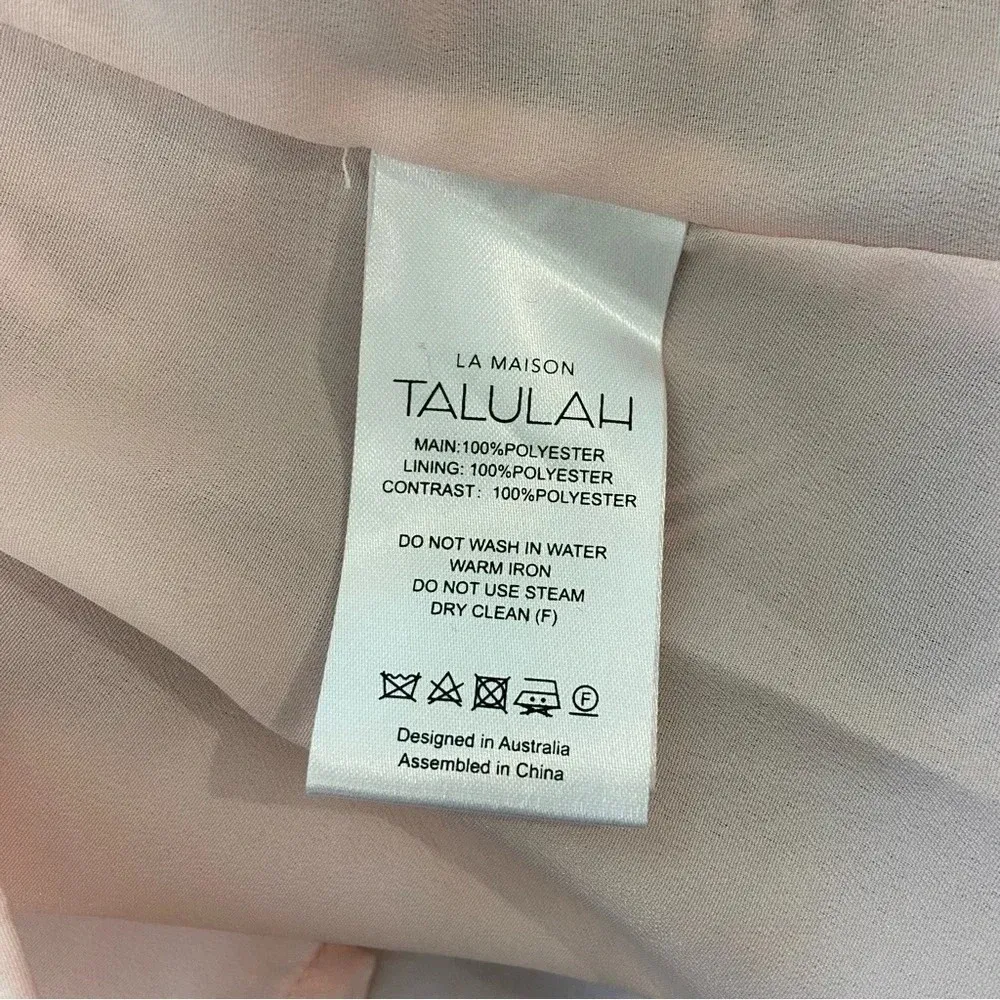 LA MAISON
TALULAH
MAIN:100%POLYESTER
LINING: 100%POLYESTER
CONTRAST: 100%POLYESTER
DO NOT WASH IN WATER
WARM IRON
DO NOT USE STEAM
DRY CLEAN (F)
F
Designed in Australia
Assembled in China